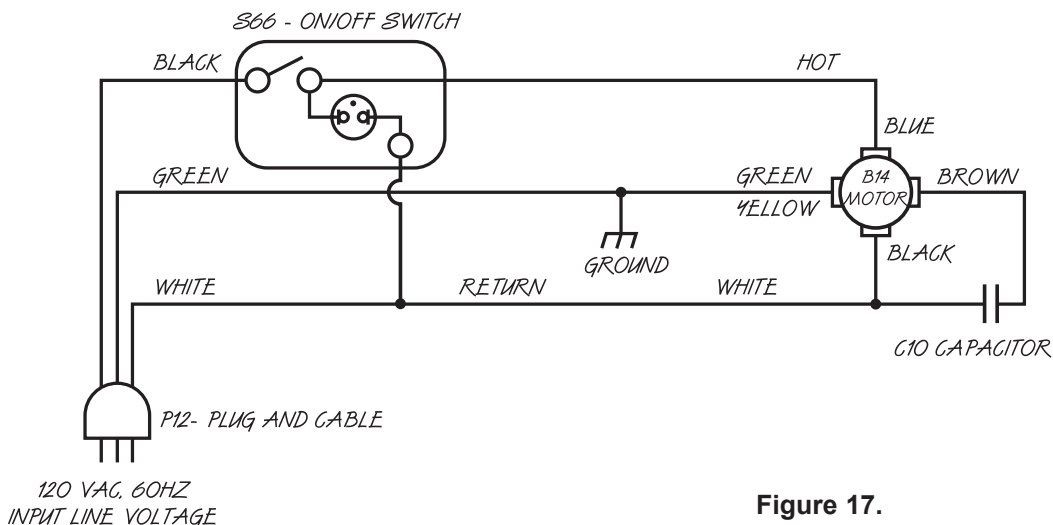 S66 - ON/OFF SWITCH
BLACK
HOT
BLUE
GREEN
GREEN
YELLOW
B14
MOTOR
BROWN
GROUND
BLACK
WHITE
RETURN
WHITE
C10 CAPACITOR
P12- PLUG AND CABLE
120 VAC, 60HZ
INPUT LINE VOLTAGE
Figure 17.